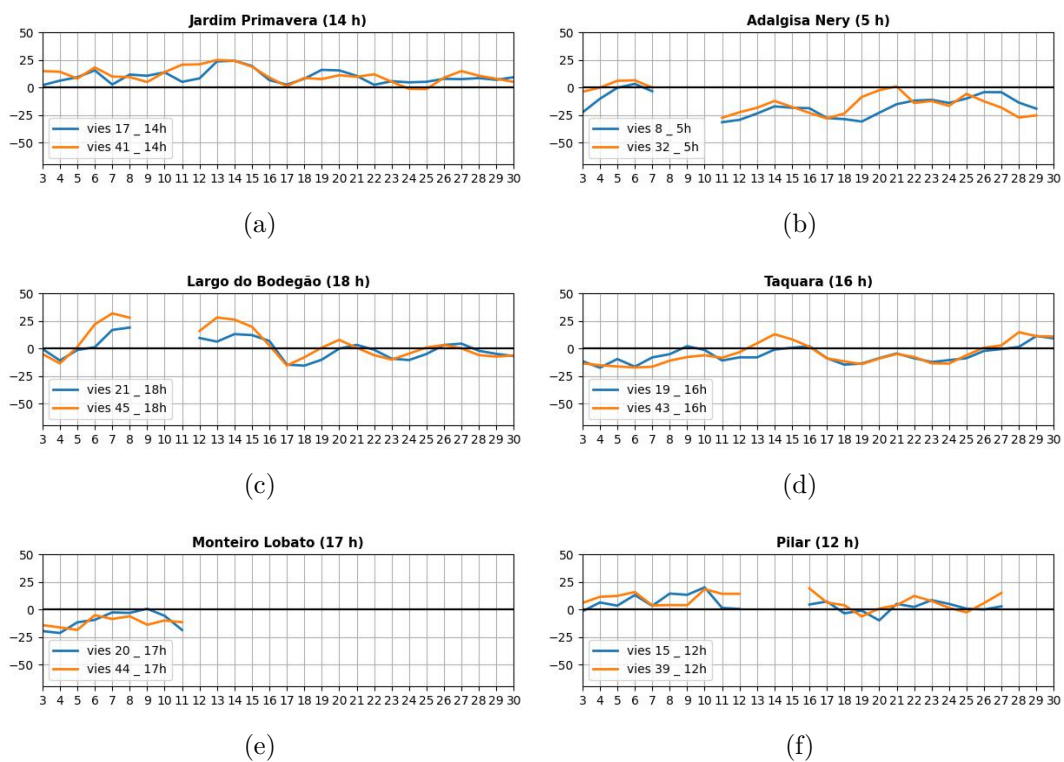 Jardim Primavera (14 h)
50
25
0
−25
−50
vies 17 _ 14h
vies 41 _ 14h
3 4 5 6 7 8 9 10 11 12 13 14 15 16 17 18 19 20 21 22 23 24 25 26 27 28 29 30
(a)
Adalgisa Nery (5 h)
50
25
0
−25
−50
vies 8 _ 5h
vies 32 _ 5h
3 4 5 6 7 8 9 10 11 12 13 14 15 16 17 18 19 20 21 22 23 24 25 26 27 28 29 30
(b)
Largo do Bodegão (18 h)
50
25
0
−25
−50
vies 21 _ 18h
vies 45 _ 18h
3 4 5 6 7 8 9 10 11 12 13 14 15 16 17 18 19 20 21 22 23 24 25 26 27 28 29 30
(c)
Taquara (16 h)
50
25
0
−25
−50
vies 19 _ 16h
vies 43 _ 16h
3 4 5 6 7 8 9 10 11 12 13 14 15 16 17 18 19 20 21 22 23 24 25 26 27 28 29 30
(d)
Monteiro Lobato (17 h)
50
25
0
−25
−50
vies 20 _ 17h
vies 44 _ 17h
3 4 5 6 7 8 9 10 11 12 13 14 15 16 17 18 19 20 21 22 23 24 25 26 27 28 29 30
(e)
Pilar (12 h)
50
25
0
−25
−50
vies 15 _ 12h
vies 39 _ 12h
3 4 5 6 7 8 9 10 11 12 13 14 15 16 17 18 19 20 21 22 23 24 25 26 27 28 29 30
(f)